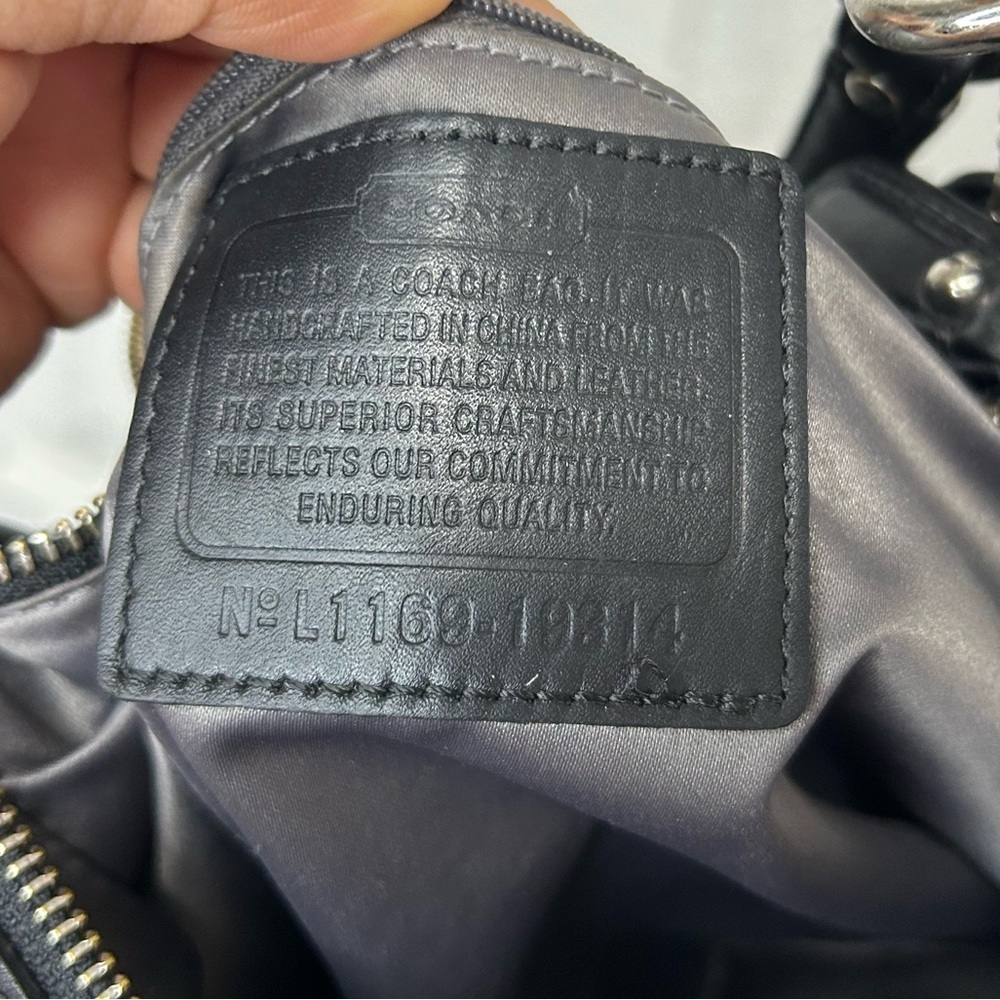 COACH
THIS IS A COACH BAG. IT WAS
HANDCRAFTED IN CHINA FROM THE
FINEST MATERIALS AND LEATHER.
ITS SUPERIOR CRAFTSMANSHIP
REFLECTS OUR COMMITMENT TO
ENDURING QUALITY.
Nº L1169-19314